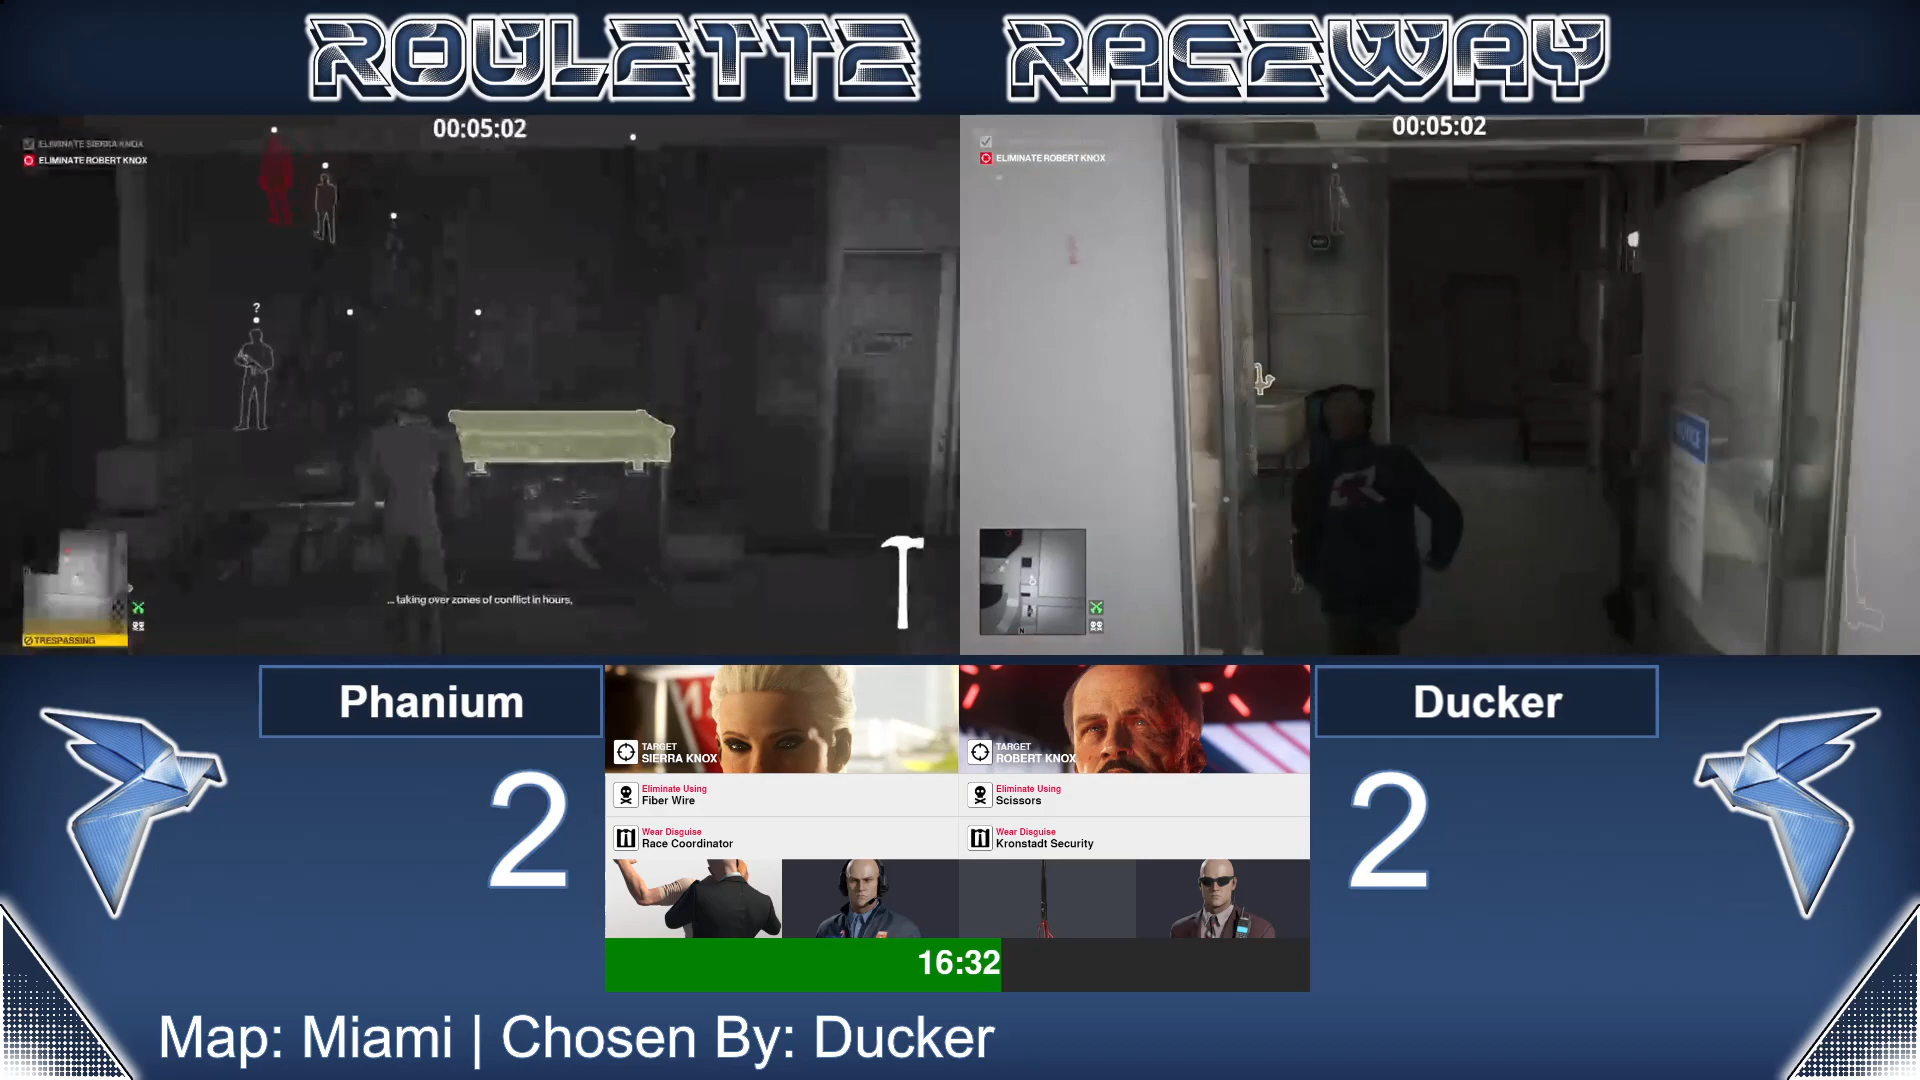 ROULETTE RACEWAY
00:05:02
ELIMINATE SIERRA KNOX
ELIMINATE ROBERT KNOX
?
... taking over zones of conflict in hours,
TRESPASSING
00:05:02
ELIMINATE ROBERT KNOX
NOTICE
N
Phanium
2
TARGET
SIERRA KNOX
Eliminate Using
Fiber Wire
Wear Disguise
Race Coordinator
TARGET
ROBERT KNOX
Eliminate Using
Scissors
Wear Disguise
Kronstadt Security
16:32
Ducker
2
Map: Miami | Chosen By: Ducker